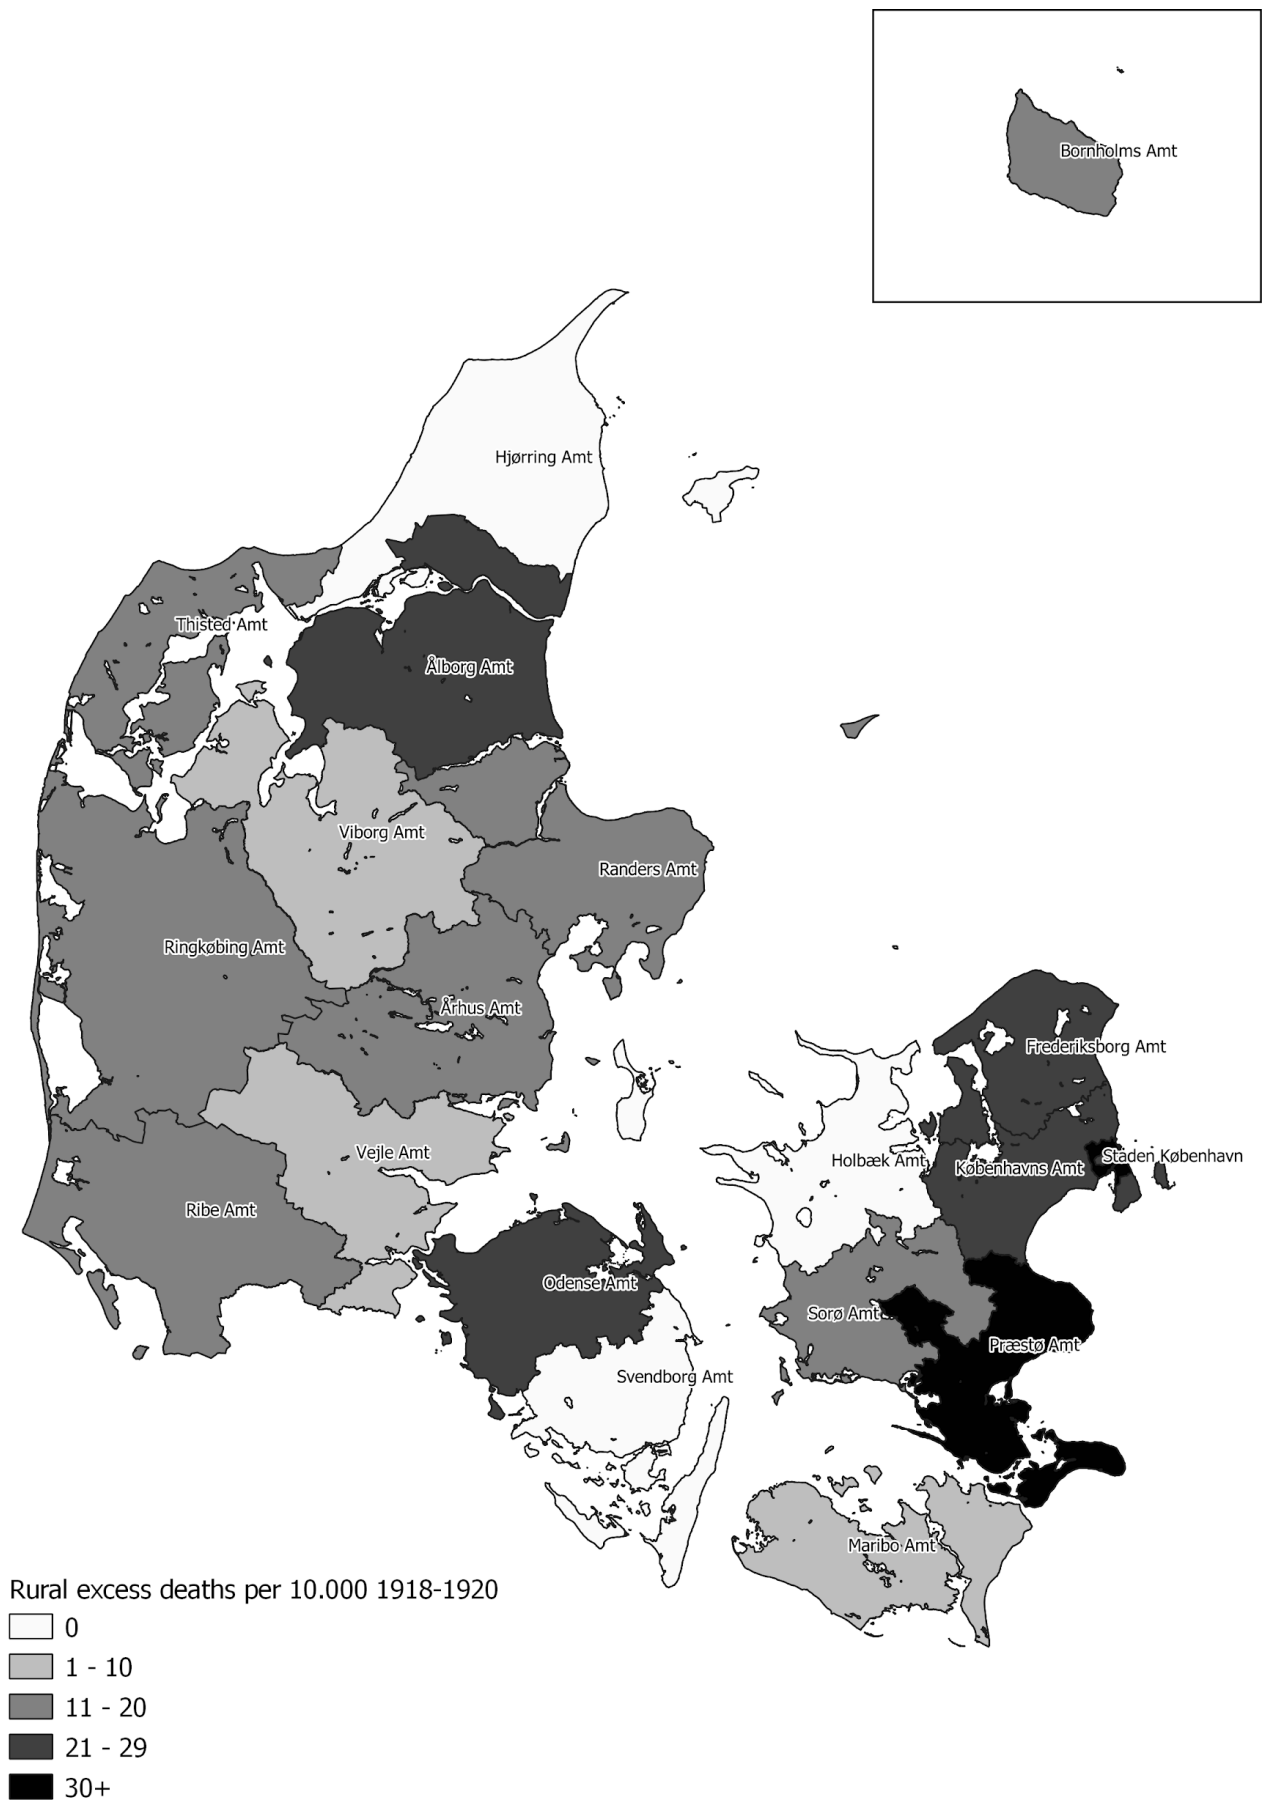 Bornholms Amt
Hjørring Amt
Thisted Amt
Ålborg Amt
Viborg Amt
Randers Amt
Ringkøbing Amt
Århus Amt
Frederiksborg Amt
Vejle Amt
Holbæk Amt
Københavns Amt
Staden København
Ribe Amt
Odense Amt
Sorø Amt
Præstø Amt
Svendborg Amt
Maribo Amt
Rural excess deaths per 10.000 1918-1920
0
1 - 10
11 - 20
21 - 29
30+